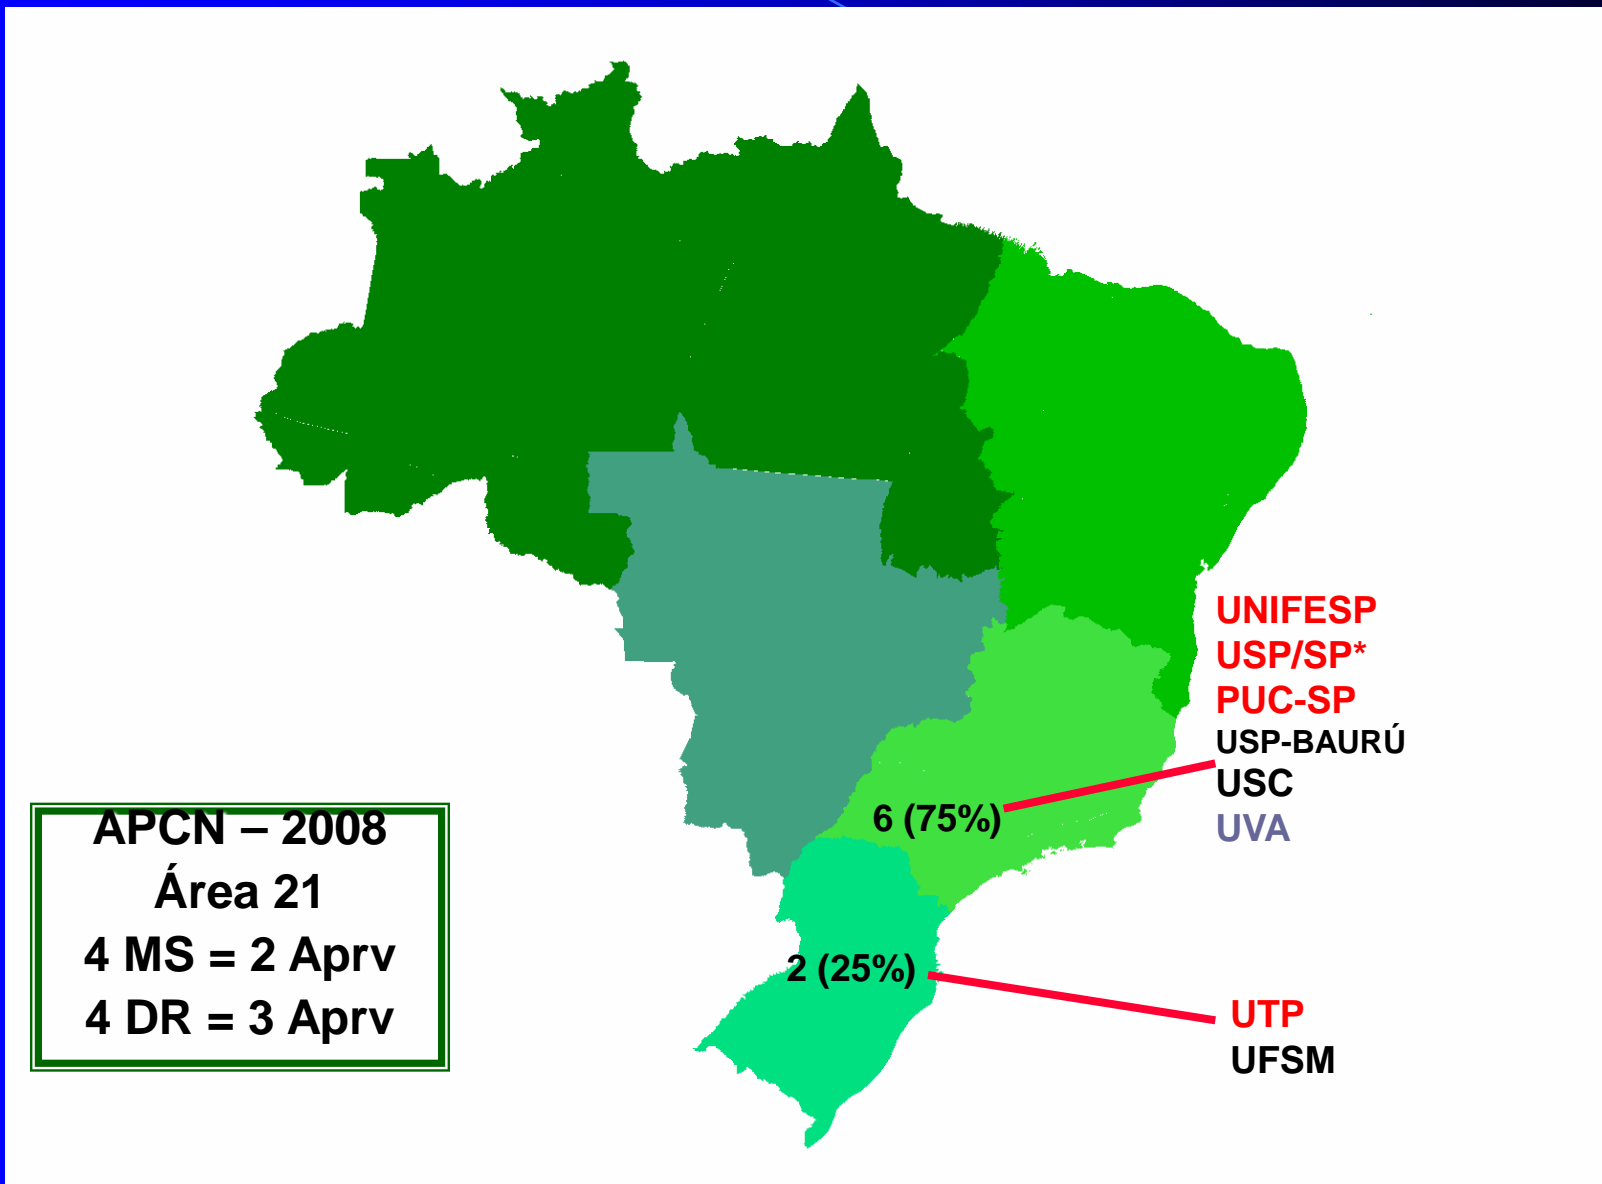 UNIFESP
USP/SP*
PUC-SP
USP-BAURÚ
USC
UVA
6 (75%)
APCN – 2008
Área 21
4 MS = 2 Aprv
4 DR = 3 Aprv
2 (25%)
UTP
UFSM